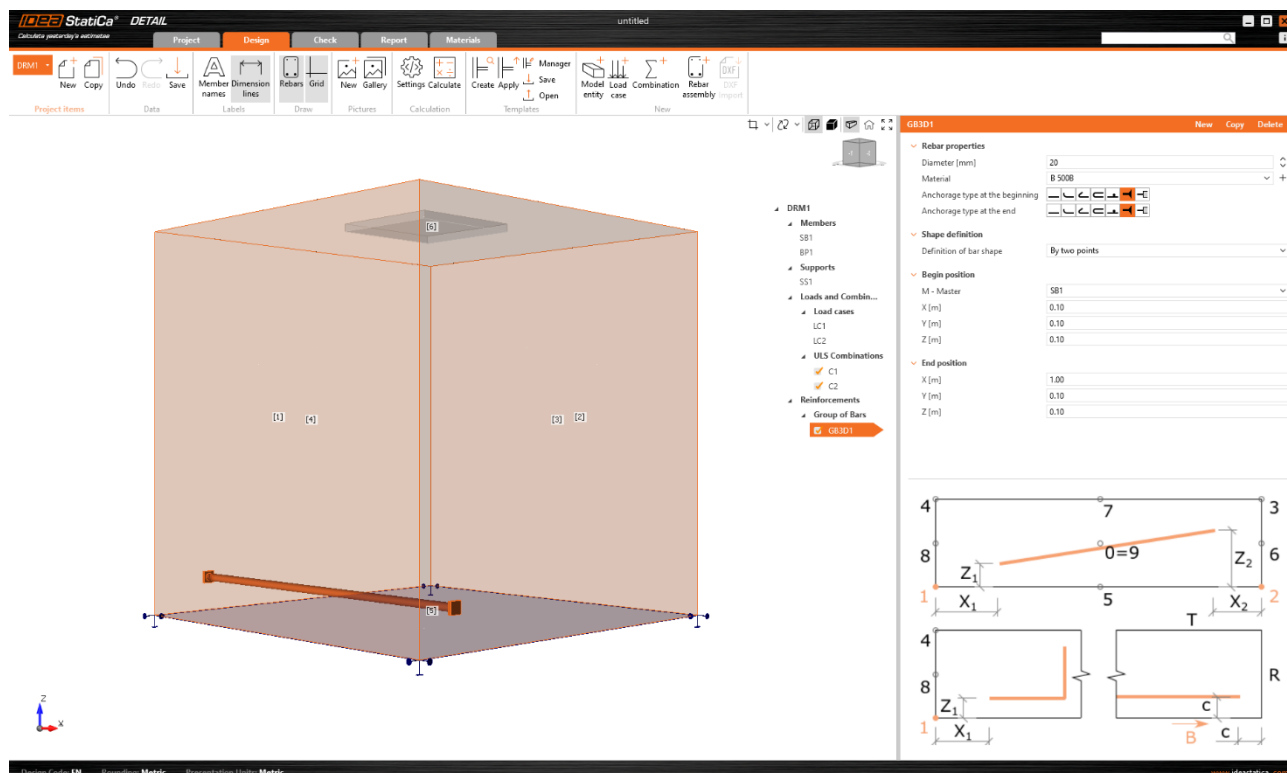 IDEA StatiCa® DETAIL
untitled
Calculate yesterday's estimates
Project Design Check Report Materials
DRM1
New Copy Undo Redo Save Member names Dimension lines Rebars Grid New Gallery Settings Calculate Create Apply Manager Save Open Model entity Load case Combination Rebar assembly DXF Import
Project items Data Labels Draw Pictures Calculation Templates New
GB3D1 New Copy Delete
Rebar properties
Diameter [mm] 20
Material B 500B
Anchorage type at the beginning
Anchorage type at the end
Shape definition
Definition of bar shape By two points
Begin position
M - Master SB1
X [m] 0.10
Y [m] 0.10
Z [m] 0.10
End position
X [m] 1.00
Y [m] 0.10
Z [m] 0.10
DRM1
Members
SB1
BP1
Supports
SS1
Loads and Combin...
Load cases
LC1
LC2
ULS Combinations
C1
C2
Reinforcements
Group of Bars
GB3D1
[6]
[1] [4] [3] [2]
[5]
Z
X
4 7 3
8 0=9 6
Z1 Z2
1 5 2
X1 X2
T
4
8 R
Z1 c
1 X1 B c
Design Code: EN Rounding: Metric Presentation Units: Metric www.ideastatica.com